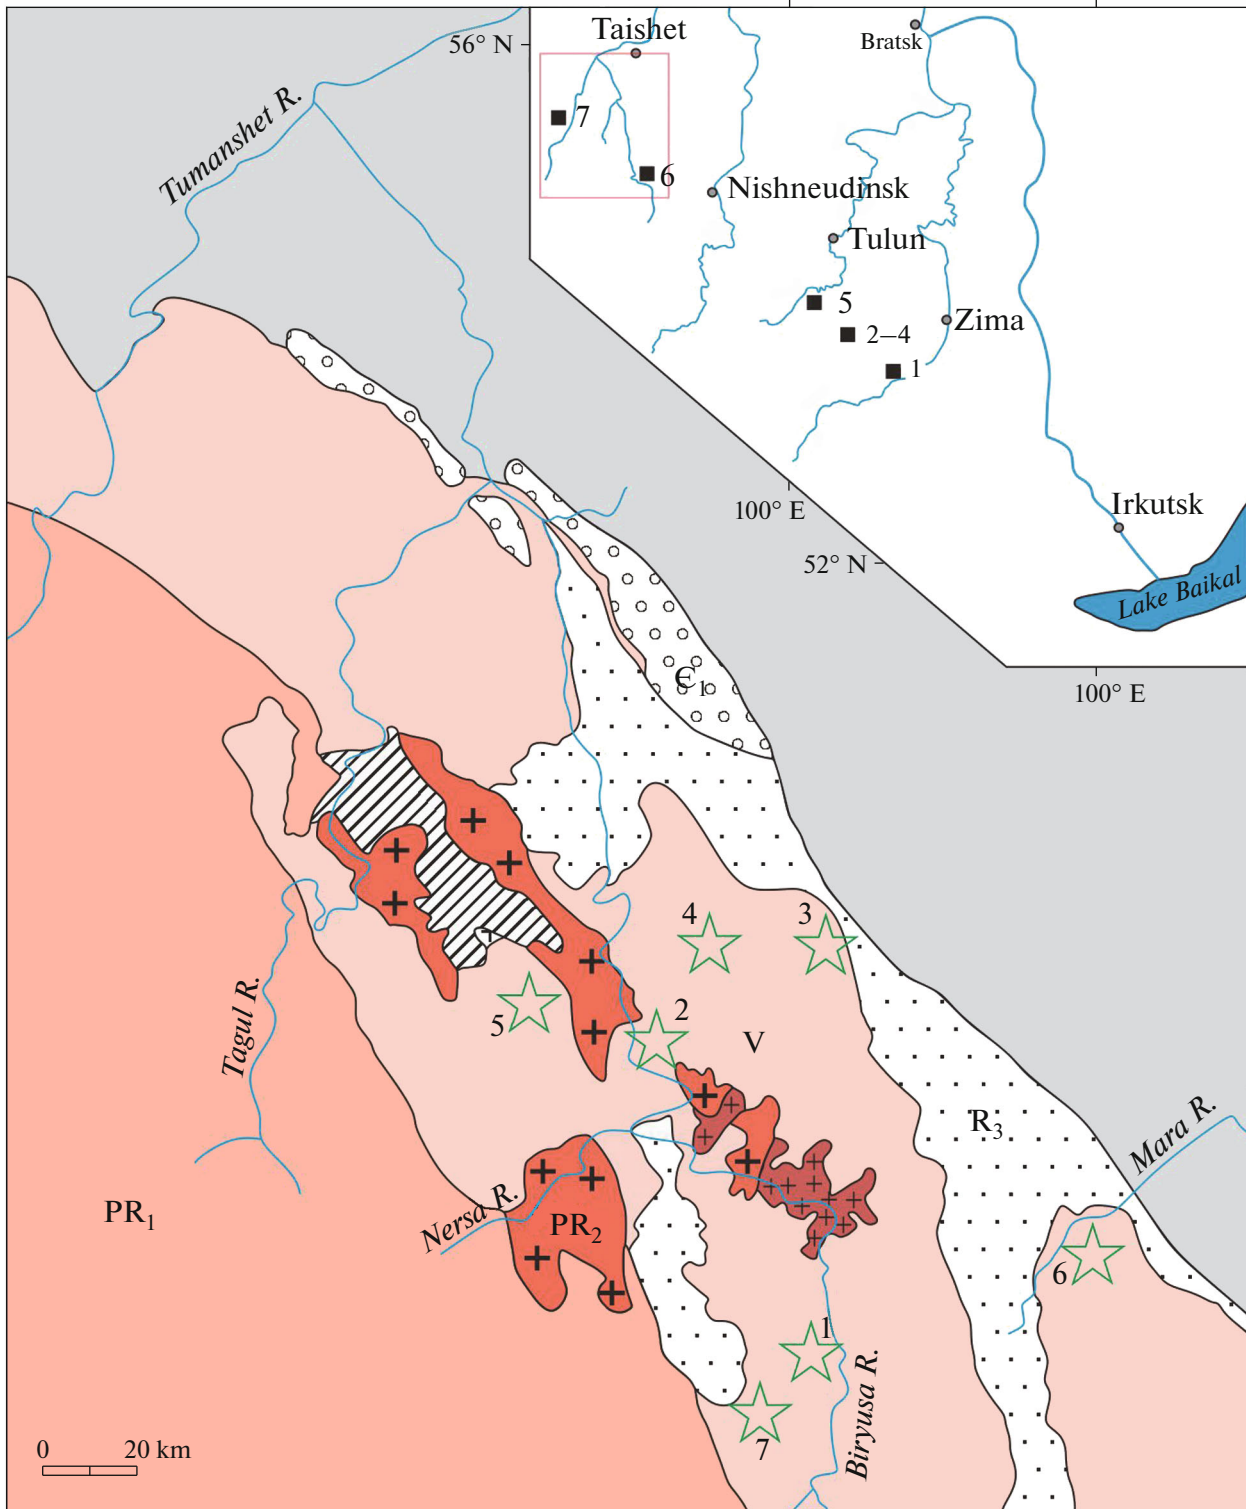 56° N
Taishet
Bratsk
7
6
Nishneudinsk
Tulun
5
2–4
Zima
1
100° E
52° N
Irkutsk
Lake Baikal
100° E
Tumanshet R.
Є1
4
3
5
2
V
Tagul R.
R3
Mara R.
PR1
Nersa R.
PR2
6
1
7
Biryusa R.
0 20 km